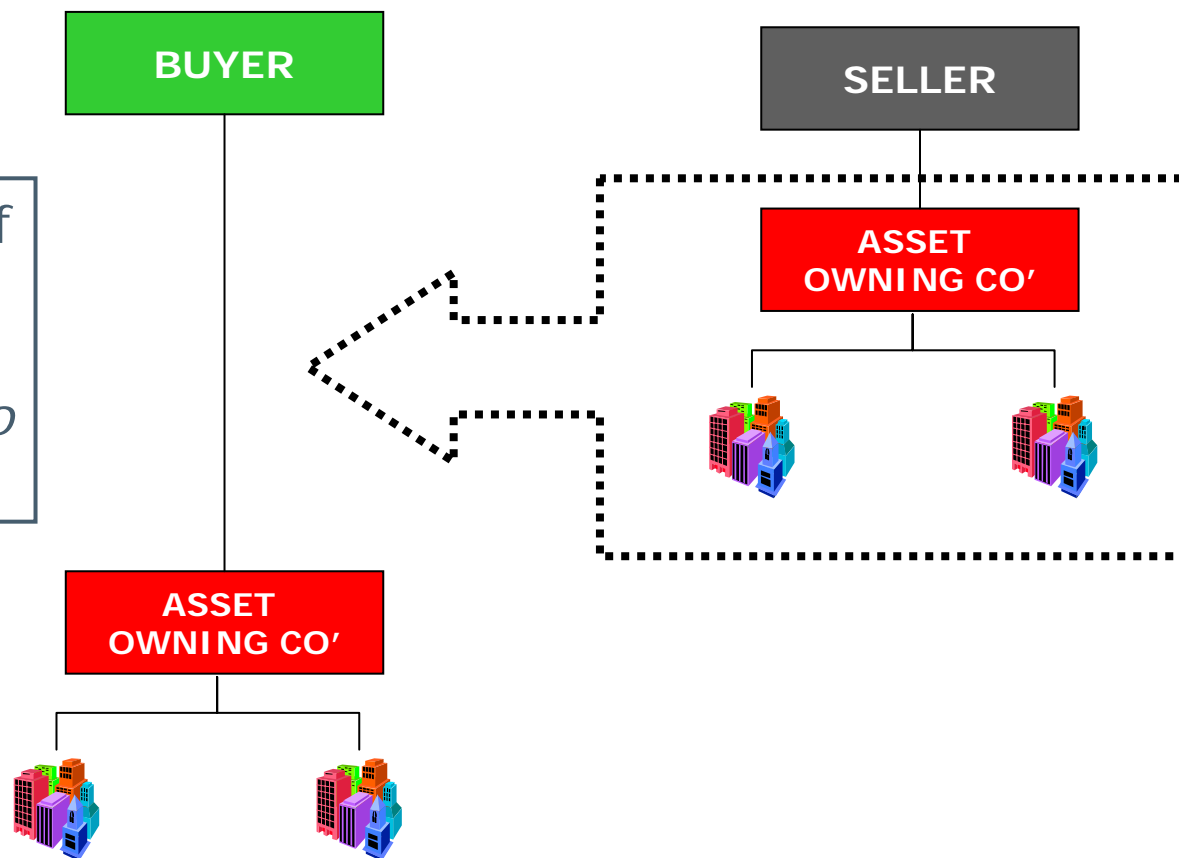 BUYER
SELLER
f
o
ASSET
OWNING CO'
ASSET
OWNING CO'